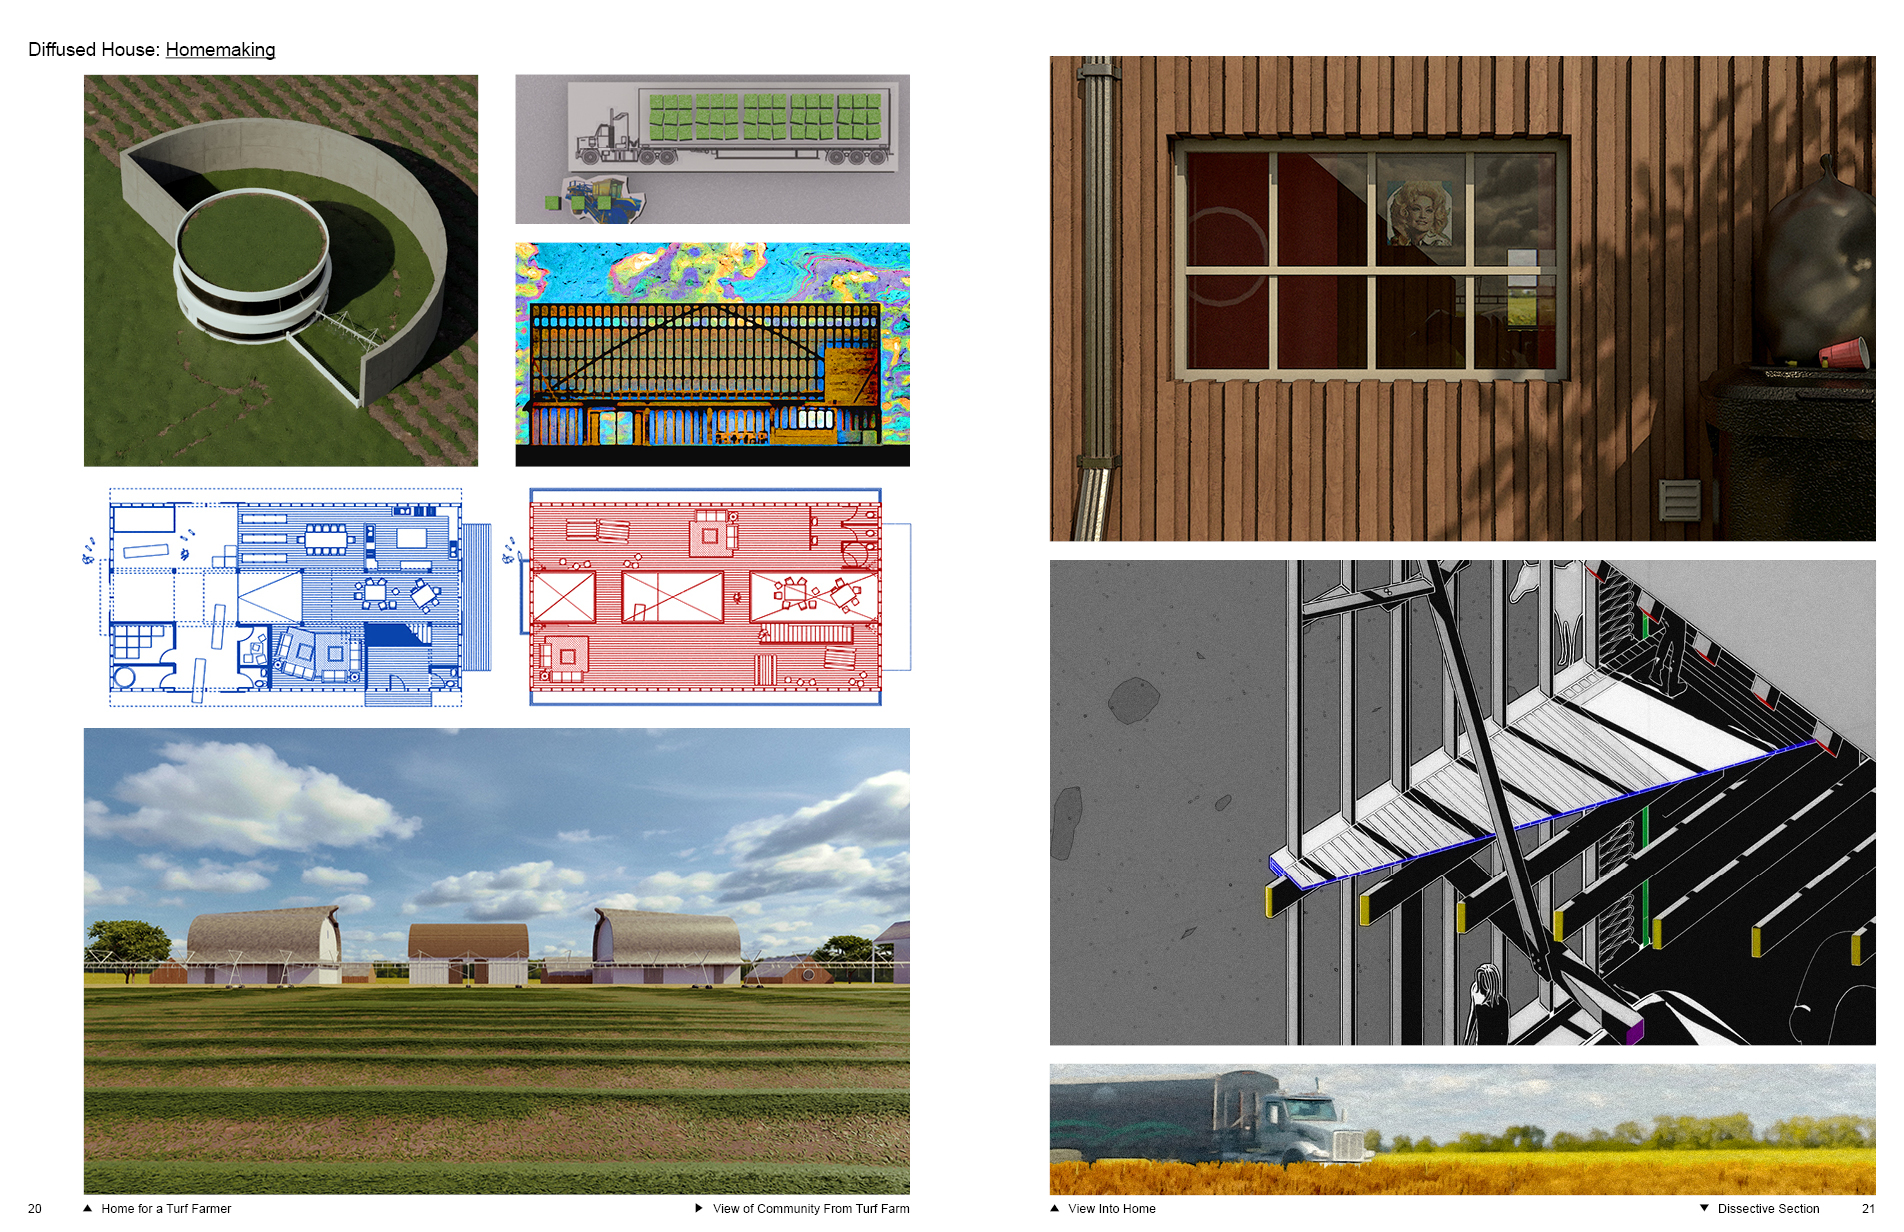 Diffused House: Homemaking
20
▲ Home for a Turf Farmer
▶ View of Community From Turf Farm
▲ View Into Home
▼ Dissective Section
21